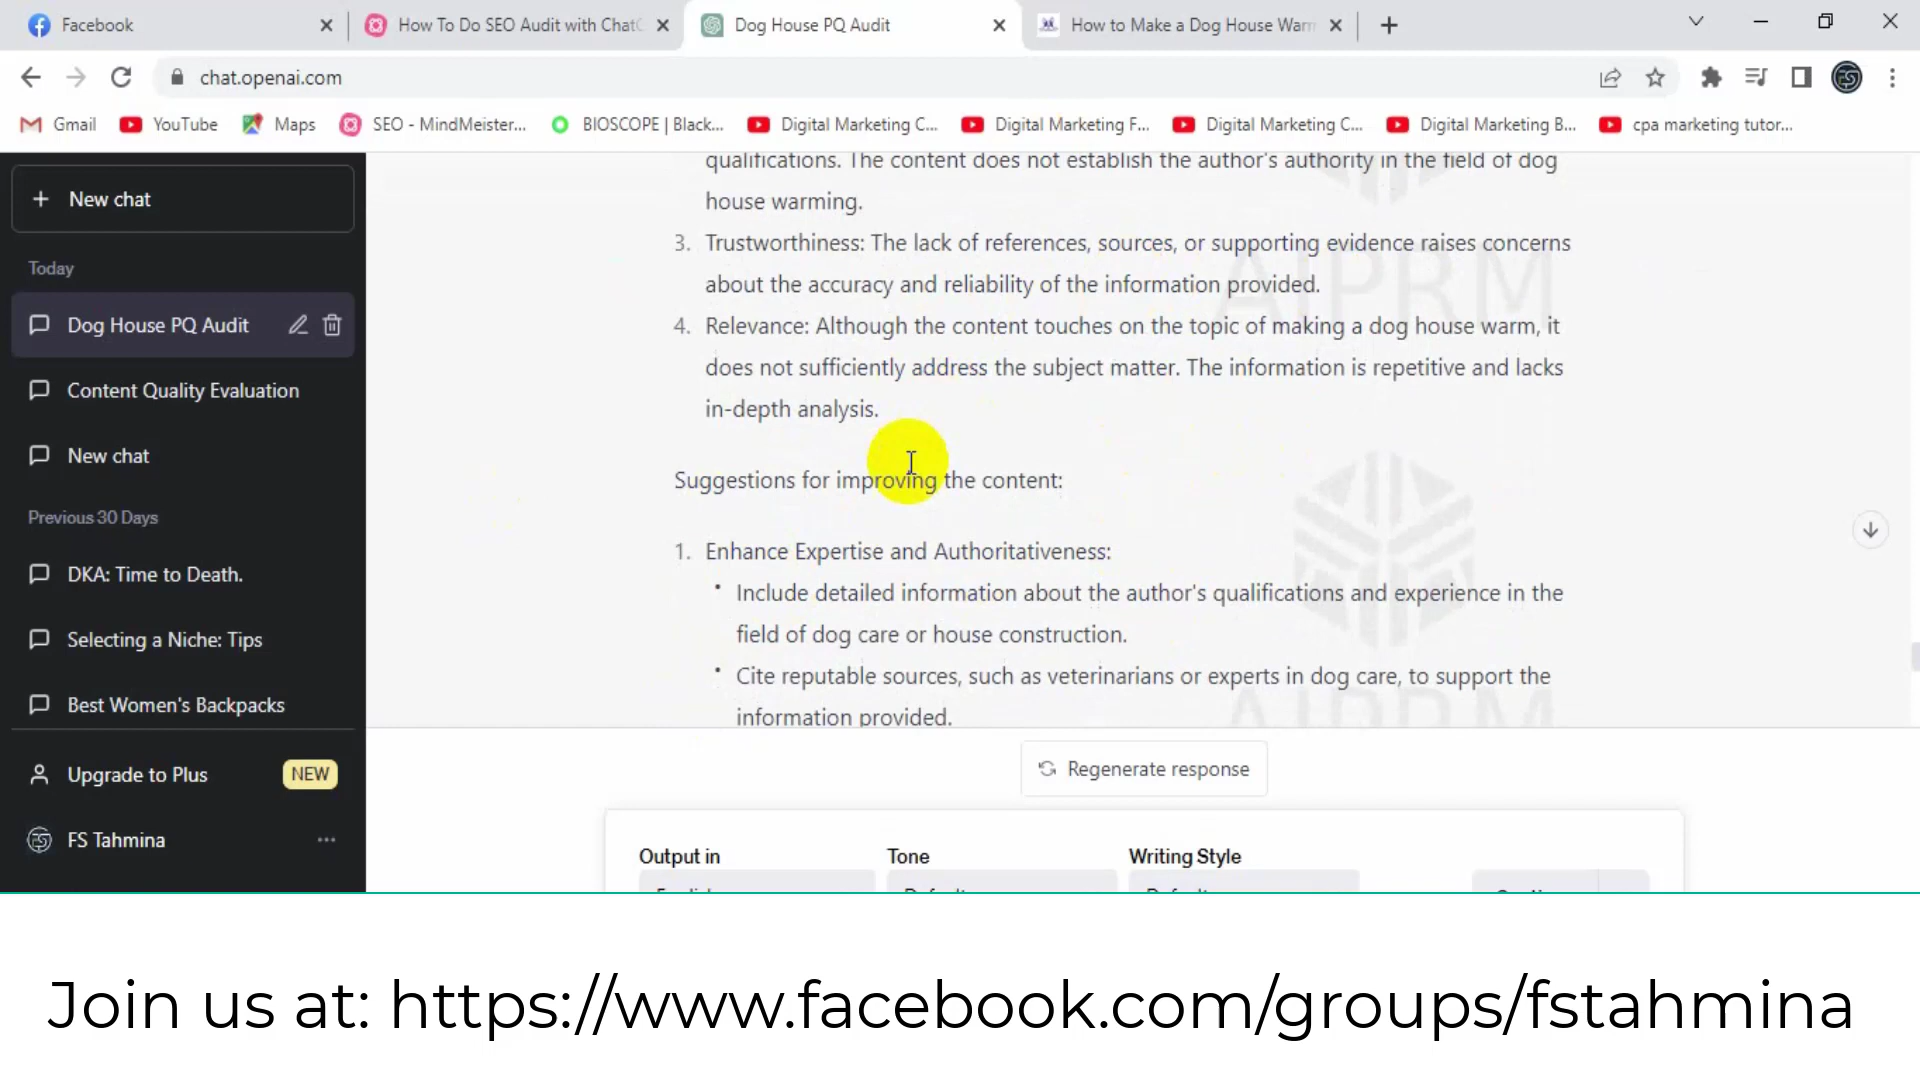 Facebook
How To Do SEO Audit with ChatG
Dog House PQ Audit
How to Make a Dog House Warm
chat.openai.com
Gmail
YouTube
Maps
SEO - MindMeister...
BIOSCOPE | Black...
Digital Marketing C...
Digital Marketing F...
Digital Marketing C...
Digital Marketing B...
cpa marketing tutor...
+ New chat
Today
Dog House PQ Audit
Content Quality Evaluation
New chat
Previous 30 Days
DKA: Time to Death.
Selecting a Niche: Tips
Best Women's Backpacks
Upgrade to Plus
NEW
FS Tahmina
qualifications. The content does not establish the author's authority in the field of dog
house warming.
3. Trustworthiness: The lack of references, sources, or supporting evidence raises concerns
about the accuracy and reliability of the information provided.
4. Relevance: Although the content touches on the topic of making a dog house warm, it
does not sufficiently address the subject matter. The information is repetitive and lacks
in-depth analysis.
Suggestions for improving the content:
1. Enhance Expertise and Authoritativeness:
• Include detailed information about the author's qualifications and experience in the
field of dog care or house construction.
• Cite reputable sources, such as veterinarians or experts in dog care, to support the
information provided.
AIPRM
AIPRM
Regenerate response
Output in
Tone
Writing Style
Join us at: https://www.facebook.com/groups/fstahmina